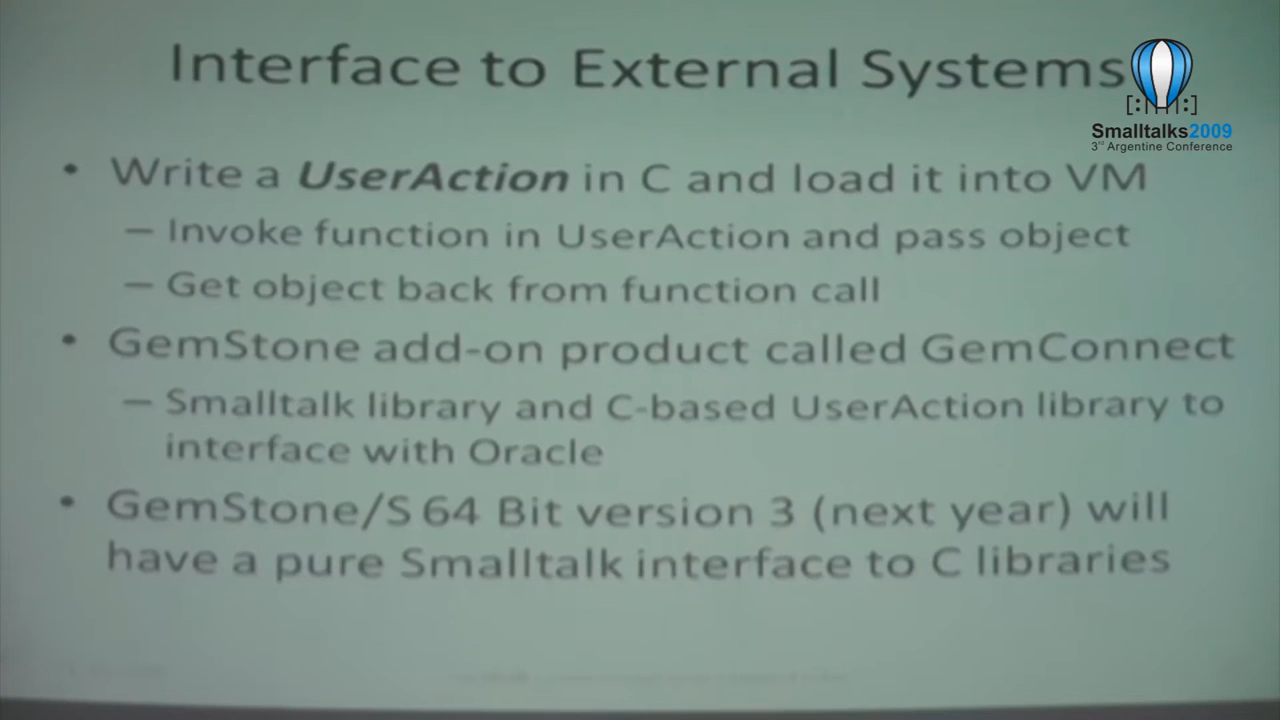 Interface to External Systems
[:||||:]
Smalltalks2009
3rd Argentine Conference
• Write a UserAction in C and load it into VM
– Invoke function in UserAction and pass object
– Get object back from function call
• GemStone add-on product called GemConnect
– Smalltalk library and C-based UserAction library to
interface with Oracle
• GemStone/S 64 Bit version 3 (next year) will
have a pure Smalltalk interface to C libraries